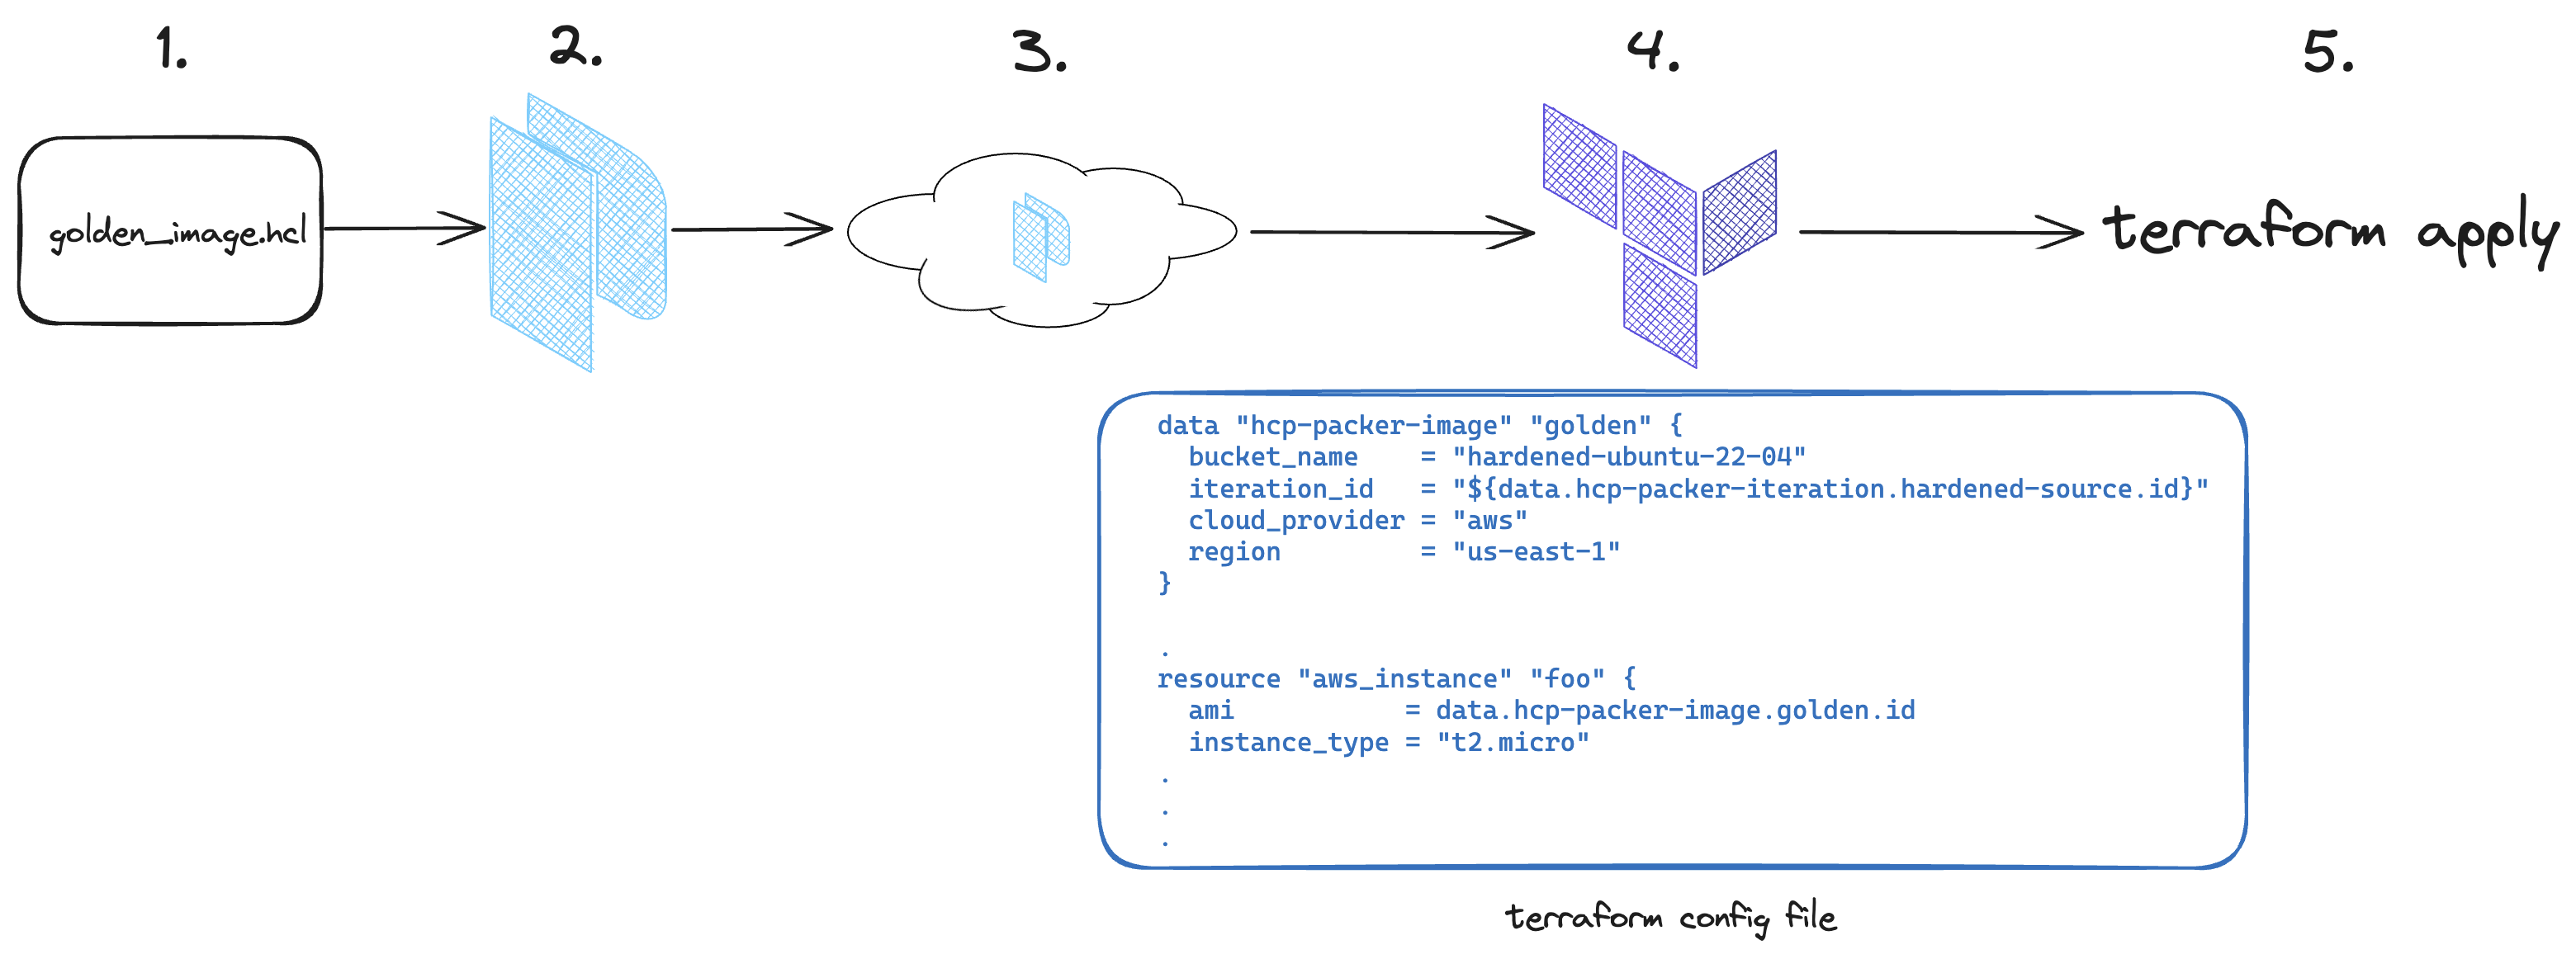 1.
2.
3.
4.
5.
golden_image.hcl
terraform apply
data "hcp-packer-image" "golden" {
  bucket_name    = "hardened-ubuntu-22-04"
  iteration_id   = "${data.hcp-packer-iteration.hardened-source.id}"
  cloud_provider = "aws"
  region         = "us-east-1"
}
.
resource "aws_instance" "foo" {
  ami           = data.hcp-packer-image.golden.id
  instance_type = "t2.micro"
.
.
.
terraform config file